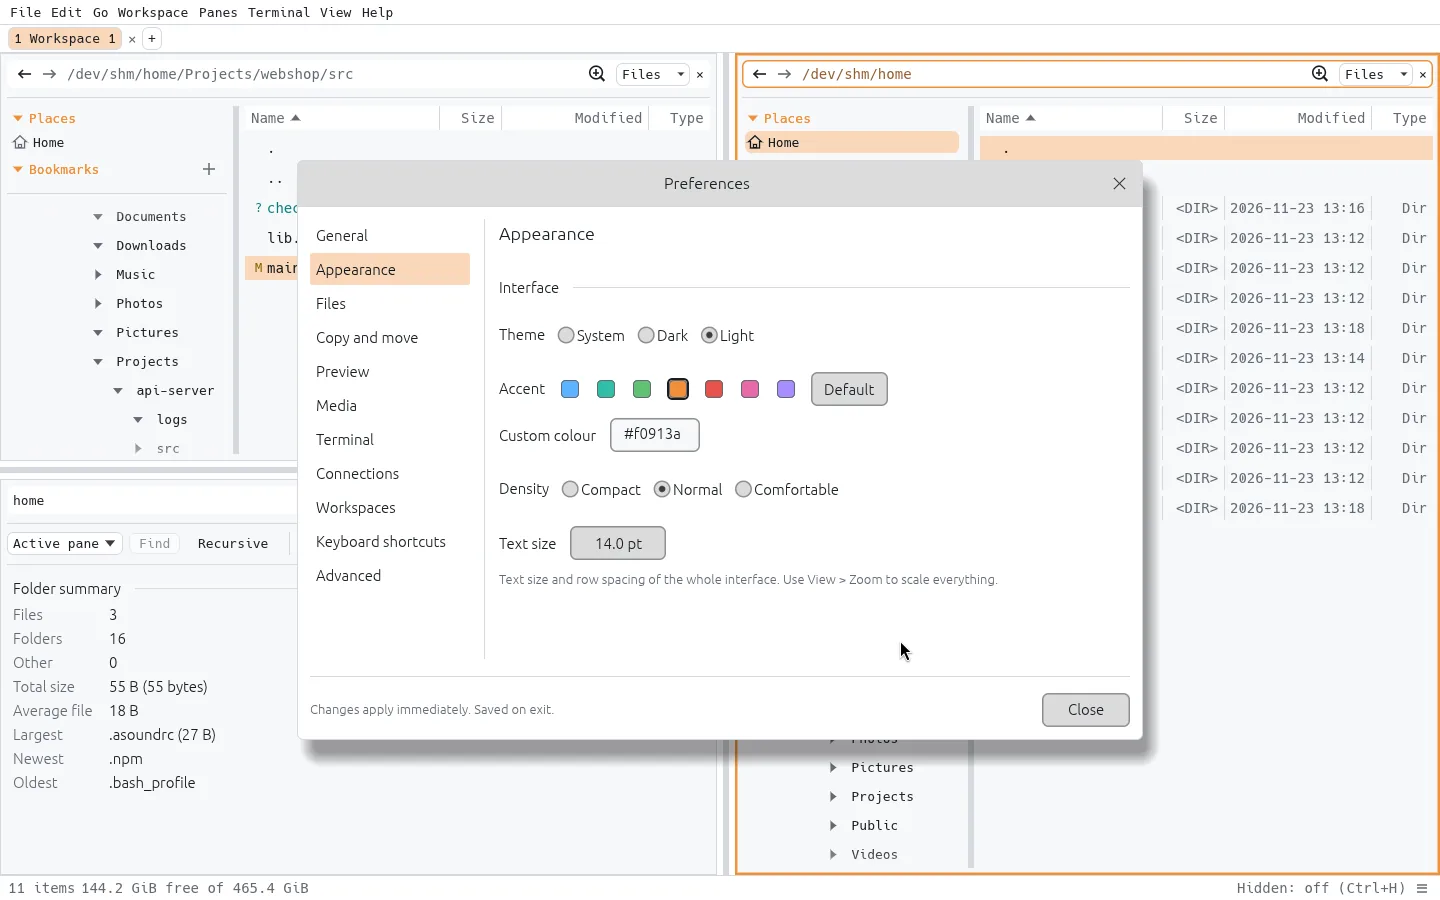 File Edit Go Workspace Panes Terminal View Help
1 Workspace 1 × +
/dev/shm/home/Projects/webshop/src Files ×
/dev/shm/home Files ×
Places
Home
Bookmarks
Documents
Downloads
Music
Photos
Pictures
Projects
api-server
logs
src
Name Size Modified Type
.
..
? chec
lib.
M main
Places
Home
Name Size Modified Type
.
<DIR> 2026-11-23 13:16 Dir
<DIR> 2026-11-23 13:12 Dir
<DIR> 2026-11-23 13:12 Dir
<DIR> 2026-11-23 13:12 Dir
<DIR> 2026-11-23 13:18 Dir
<DIR> 2026-11-23 13:14 Dir
<DIR> 2026-11-23 13:12 Dir
<DIR> 2026-11-23 13:12 Dir
<DIR> 2026-11-23 13:12 Dir
<DIR> 2026-11-23 13:12 Dir
<DIR> 2026-11-23 13:18 Dir
Preferences
General
Appearance
Files
Copy and move
Preview
Media
Terminal
Connections
Workspaces
Keyboard shortcuts
Advanced
Appearance
Interface
Theme System Dark Light
Accent Default
Custom colour #f0913a
Density Compact Normal Comfortable
Text size 14.0 pt
Text size and row spacing of the whole interface. Use View > Zoom to scale everything.
Changes apply immediately. Saved on exit.
Close
home
Active pane Find Recursive
Folder summary
Files 3
Folders 16
Other 0
Total size 55 B (55 bytes)
Average file 18 B
Largest .asoundrc (27 B)
Newest .npm
Oldest .bash_profile
Photos
Pictures
Projects
Public
Videos
11 items 144.2 GiB free of 465.4 GiB
Hidden: off (Ctrl+H)